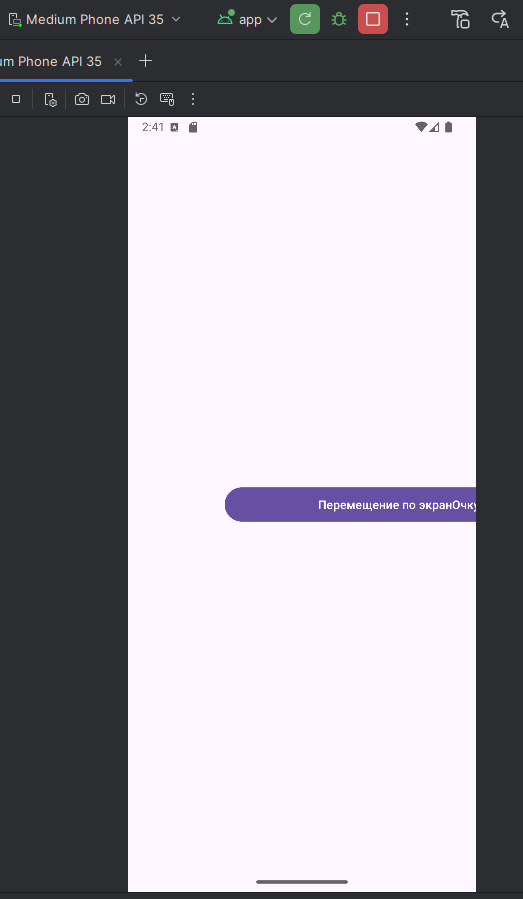 Medium Phone API 35
app
um Phone API 35
2:41
Перемещение по экранОчку